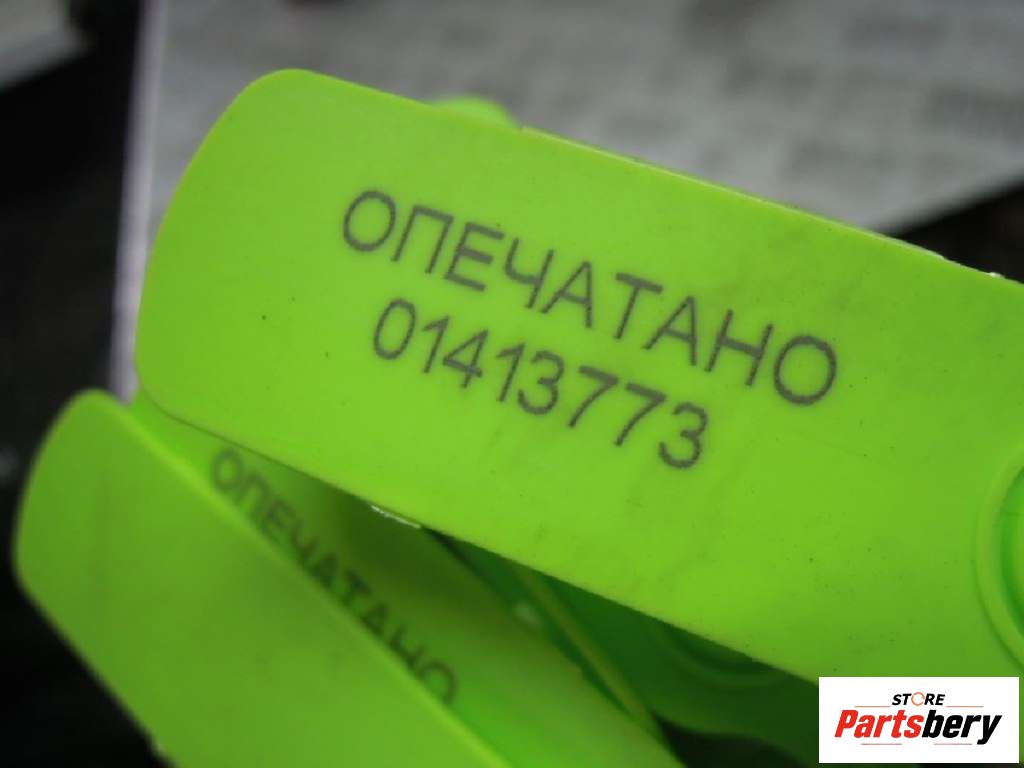 ОПЕЧАТАНО
01413773
ОПЕЧАТАНО
STORE
Partsbery